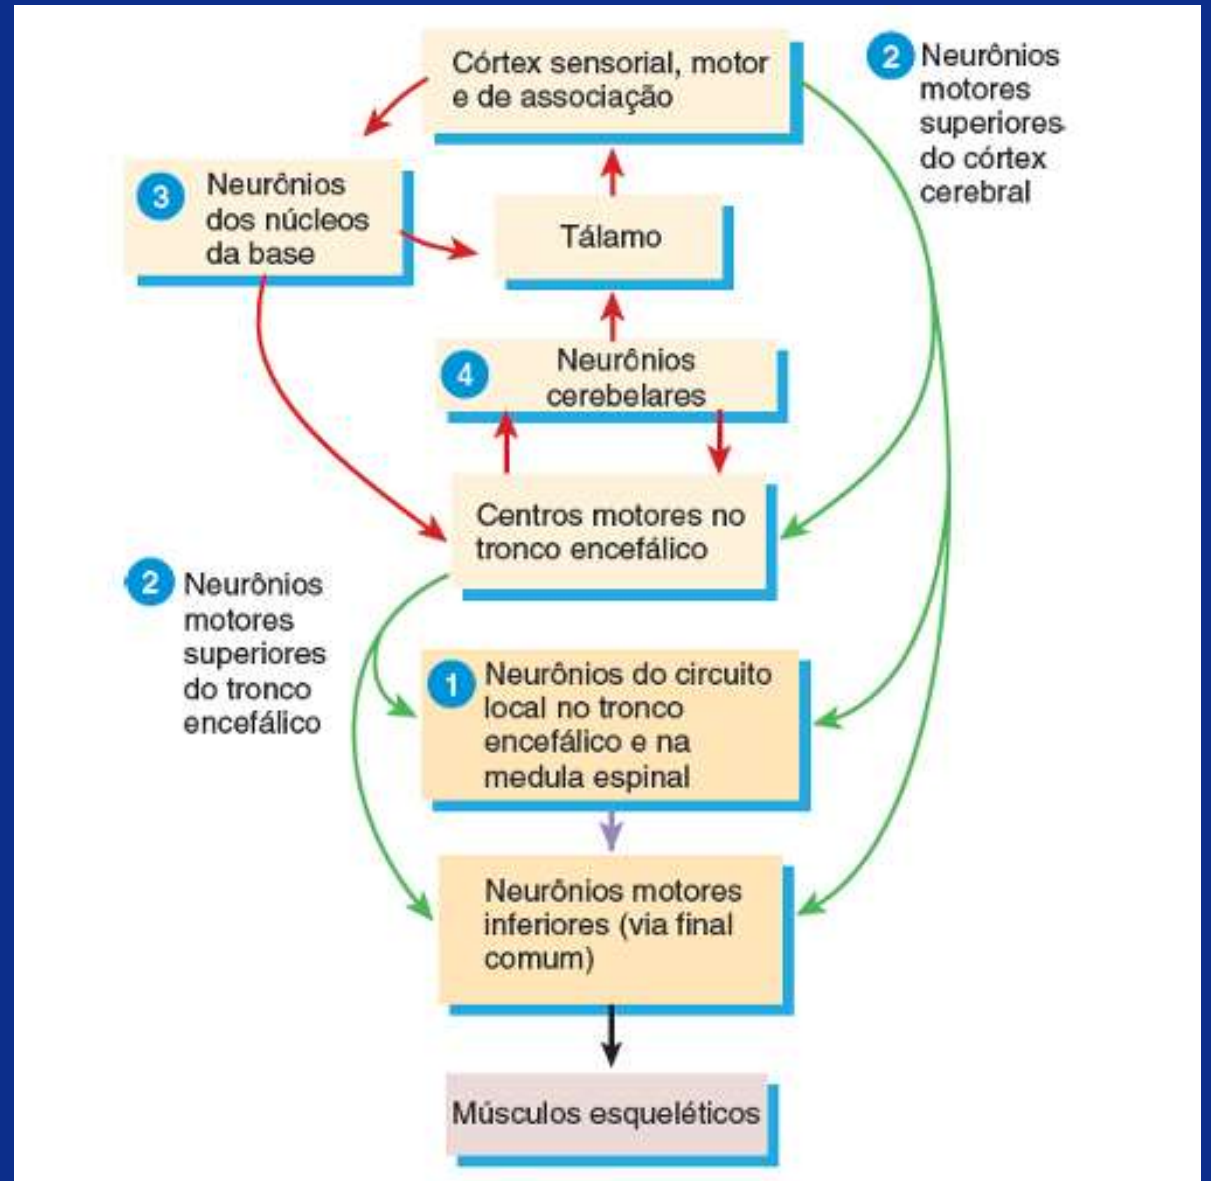 Córtex sensorial, motor
e de associação
2 Neurônios
motores
superiores
do córtex
cerebral
3 Neurônios
dos núcleos
da base
Tálamo
4 Neurônios
cerebelares
Centros motores no
tronco encefálico
2 Neurônios
motores
superiores
do tronco
encefálico
1 Neurônios do circuito
local no tronco
encefálico e na
medula espinal
Neurônios motores
inferiores (via final
comum)
Músculos esqueléticos